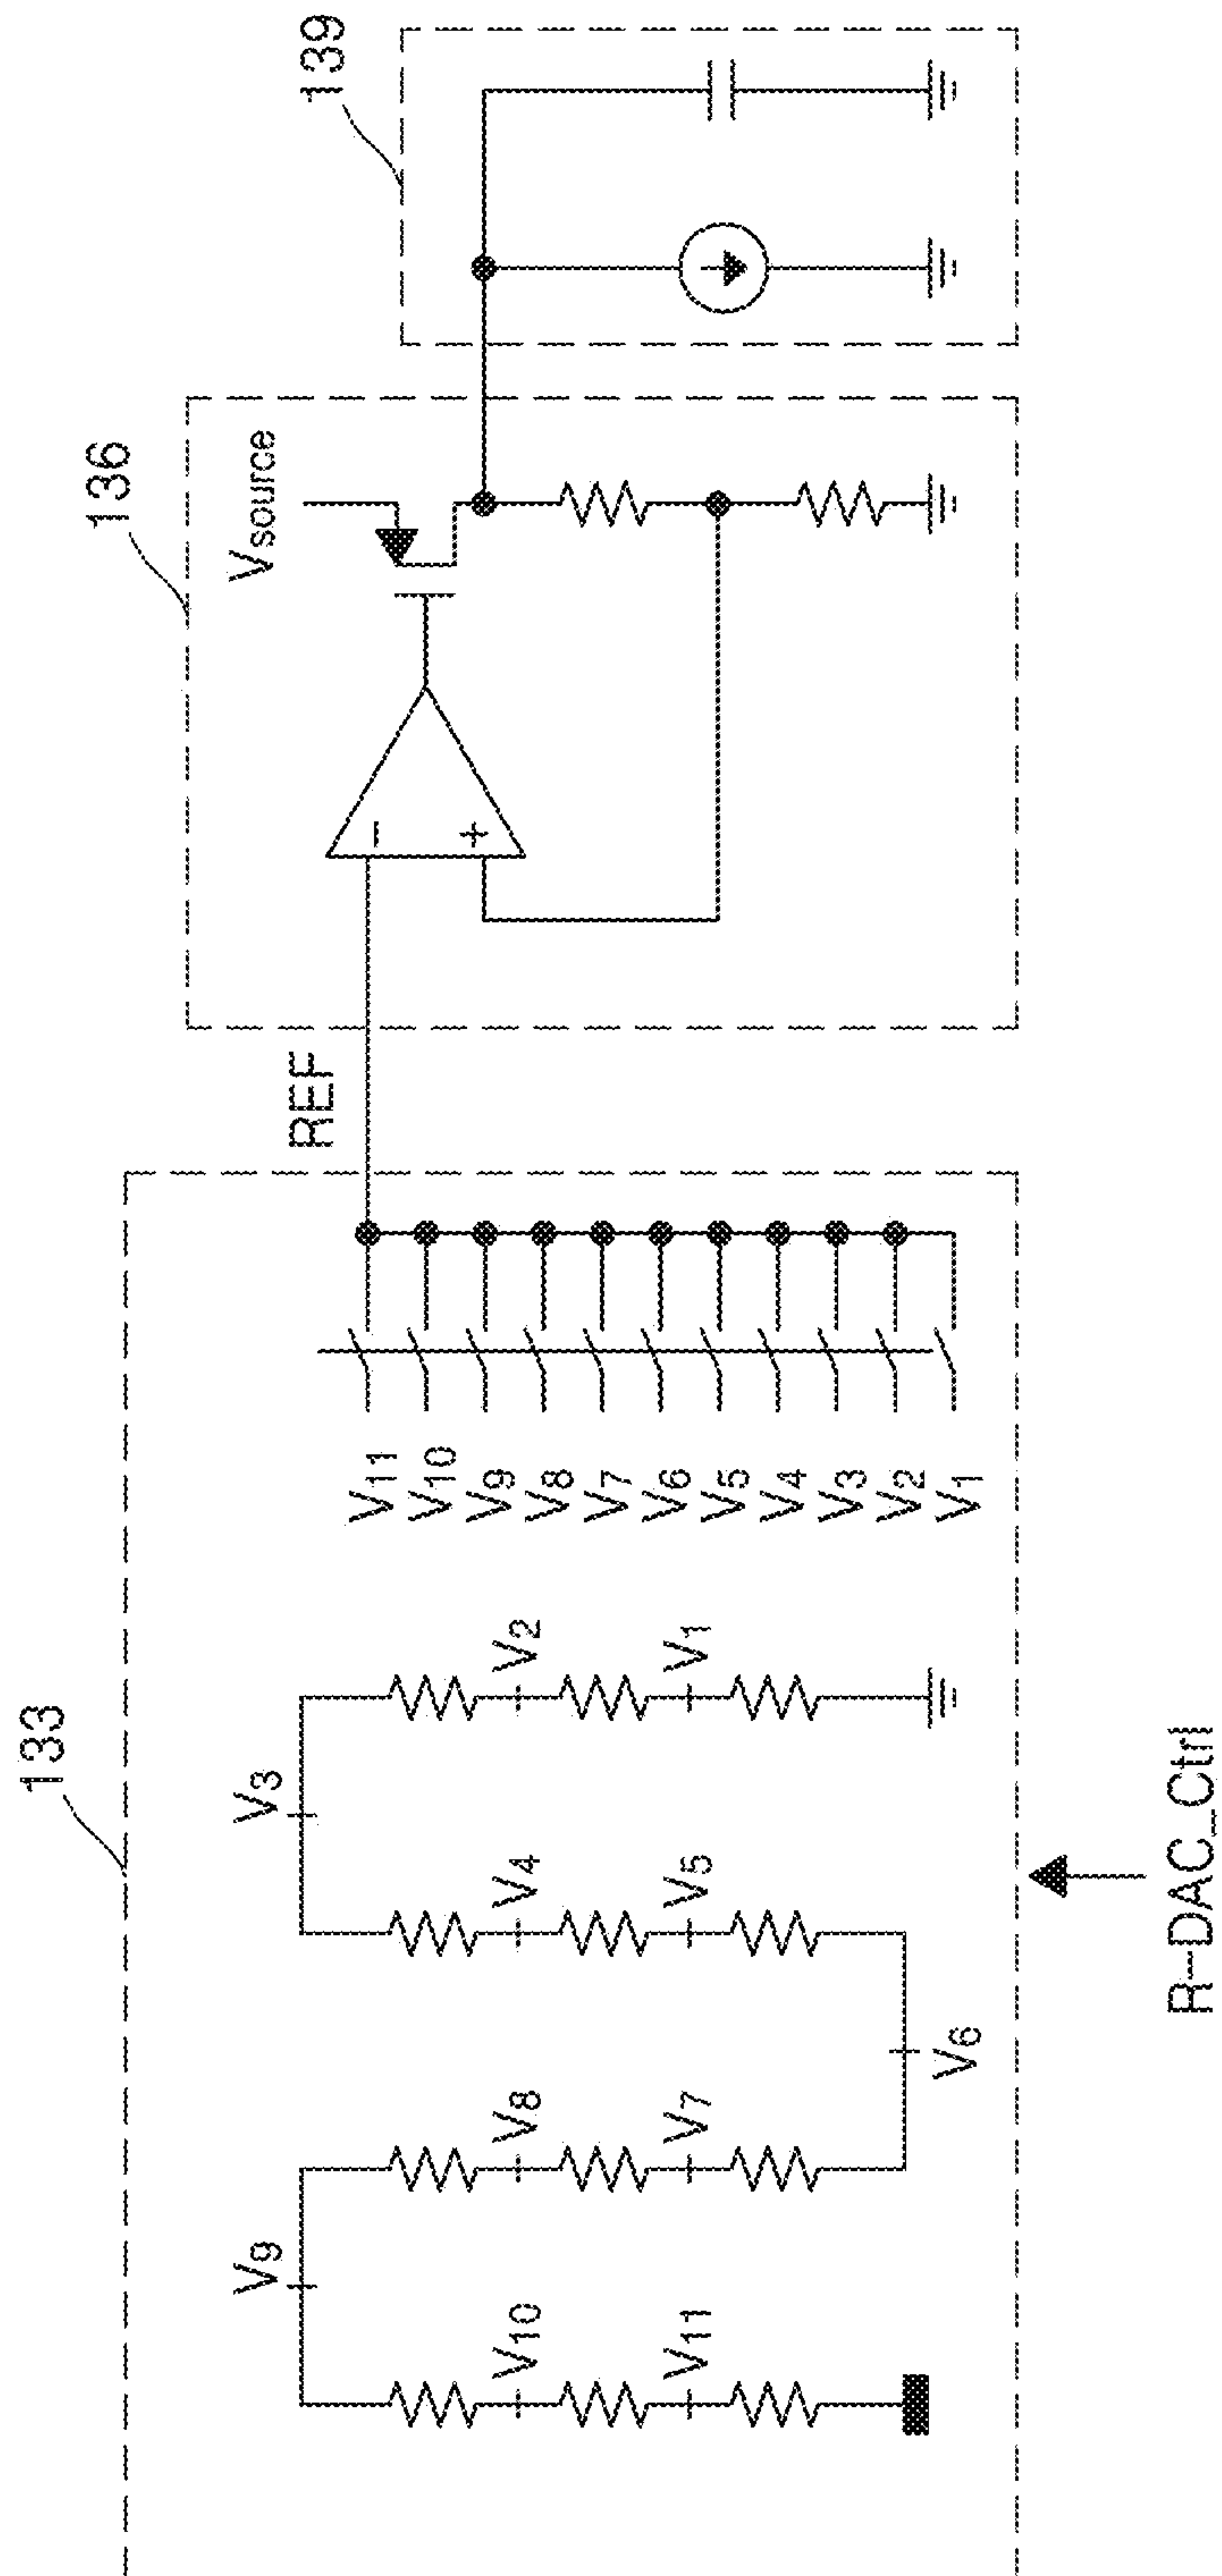 133
136
139
V9
V3
V10
V11
V8
V7
V4
V5
V2
V1
V6
V11
V10
V9
V8
V7
V6
V5
V4
V3
V2
V1
REF
−
+
Vsource
R-DAC_Ctrl